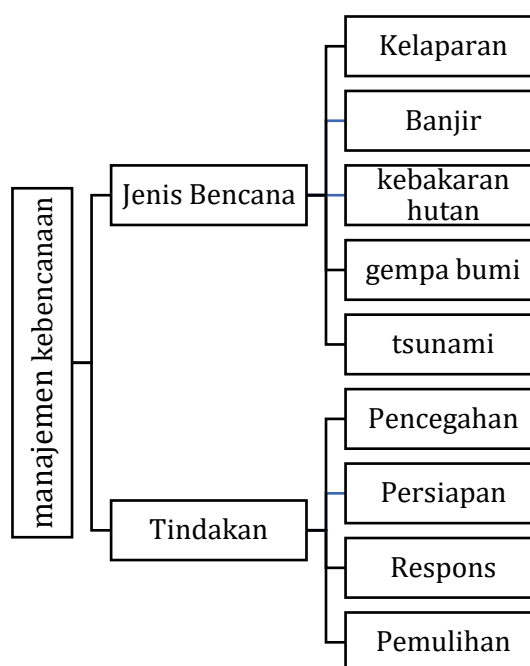 manajemen kebencanaan
Jenis Bencana
Kelaparan
Banjir
kebakaran
hutan
gempa bumi
tsunami
Tindakan
Pencegahan
Persiapan
Respons
Pemulihan